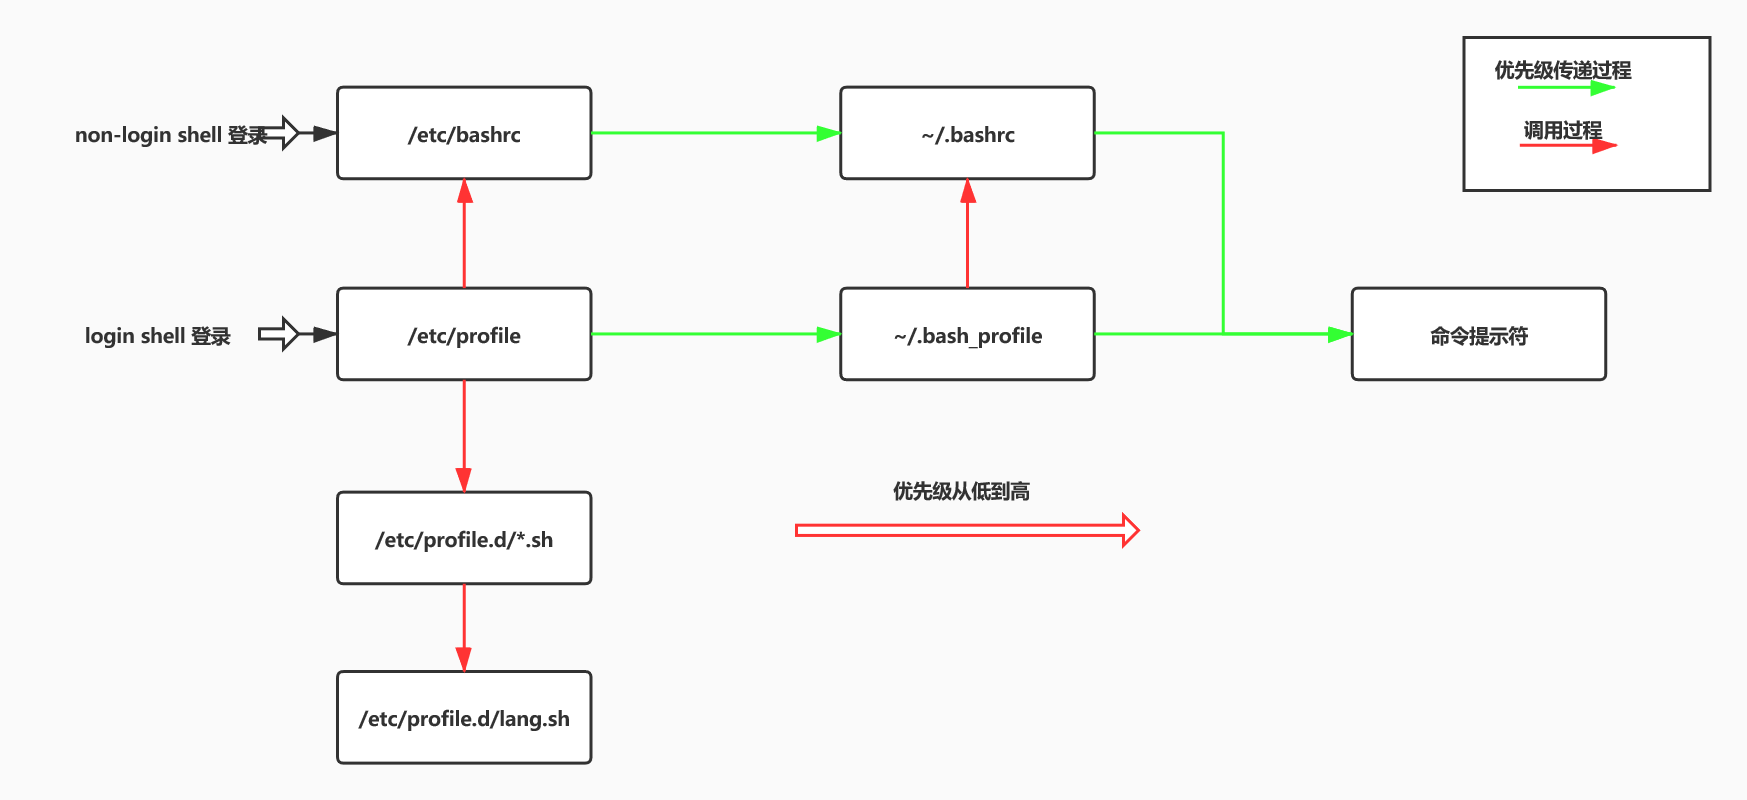 优先级传递过程
调用过程
non-login shell 登录
/etc/bashrc
~/.bashrc
login shell 登录
/etc/profile
~/.bash_profile
命令提示符
优先级从低到高
/etc/profile.d/*.sh
/etc/profile.d/lang.sh